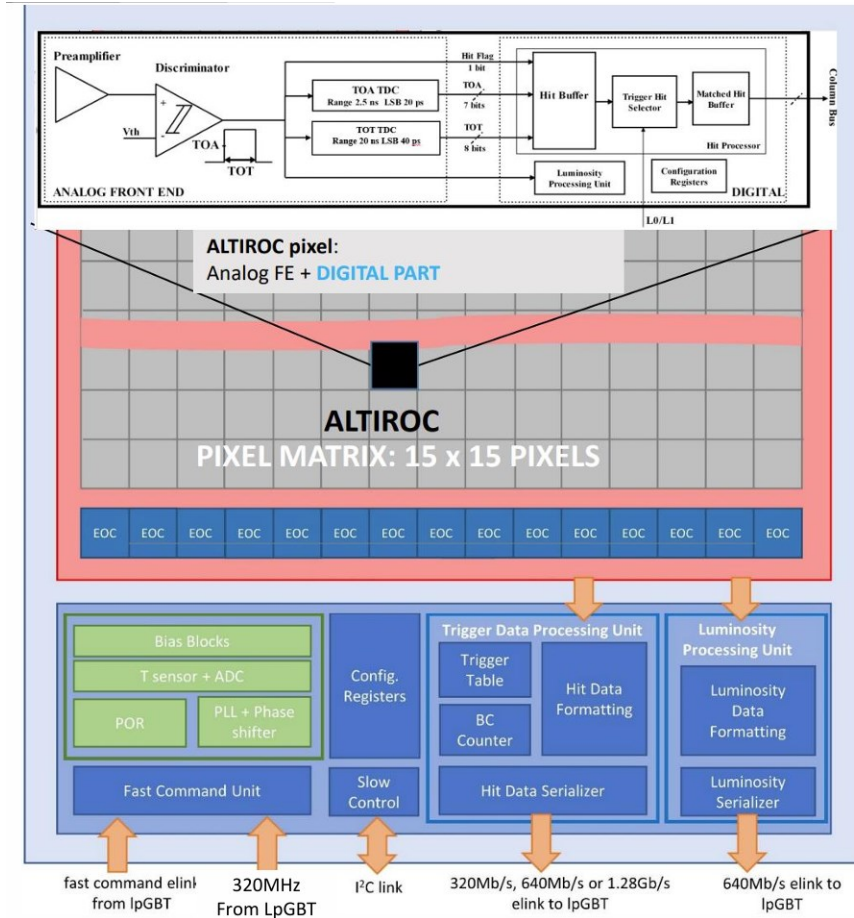 Preamplifier
Discriminator
+
-
Vth
TOA
TOT
ANALOG FRONT END
TOA TDC
Range 2.5 ns LSB 20 ps
TOT TDC
Range 20 ns LSB 40 ps
Hit Flag
1 bit
TOA
7 bits
TOT
8 bits
Hit Buffer
Trigger Hit
Selector
Matched Hit
Buffer
Hit Processor
Luminosity
Processing Unit
Configuration
Registers
DIGITAL
L0/L1
Column Bus
ALTIROC pixel:
Analog FE + DIGITAL PART
ALTIROC
PIXEL MATRIX: 15 x 15 PIXELS
EOC EOC EOC EOC EOC EOC EOC EOC EOC EOC EOC EOC EOC
Bias Blocks
T sensor + ADC
POR
PLL + Phase
shifter
Fast Command Unit
Config.
Registers
Slow
Control
Trigger Data Processing Unit
Trigger
Table
BC
Counter
Hit Data
Formatting
Hit Data Serializer
Luminosity
Processing Unit
Luminosity
Data
Formatting
Luminosity
Serializer
fast command elink
from lpGBT
320MHz
From LpGBT
I²C link
320Mb/s, 640Mb/s or 1.28Gb/s
elink to lpGBT
640Mb/s elink to
lpGBT